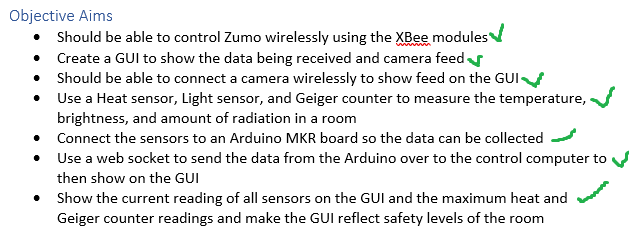 Objective Aims
• Should be able to control Zumo wirelessly using the XBee modules
• Create a GUI to show the data being received and camera feed
• Should be able to connect a camera wirelessly to show feed on the GUI
• Use a Heat sensor, Light sensor, and Geiger counter to measure the temperature,
brightness, and amount of radiation in a room
• Connect the sensors to an Arduino MKR board so the data can be collected
• Use a web socket to send the data from the Arduino over to the control computer to
then show on the GUI
• Show the current reading of all sensors on the GUI and the maximum heat and
Geiger counter readings and make the GUI reflect safety levels of the room